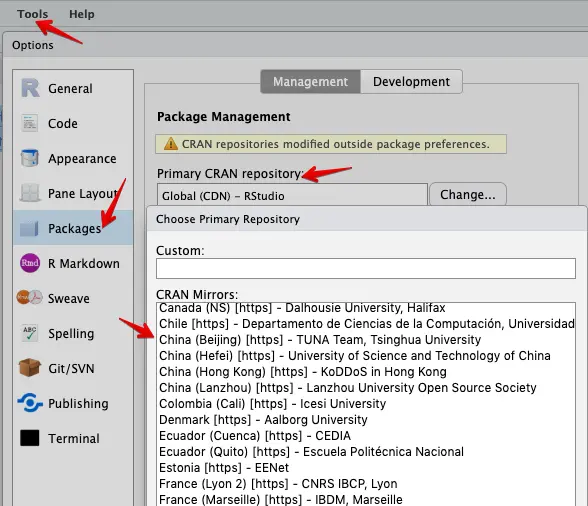 Tools Help
Options
General
Code
Appearance
Pane Layout
Packages
Rmd R Markdown
Sweave
ABC Spelling
Git/SVN
Publishing
Terminal
Management Development
Package Management
CRAN repositories modified outside package preferences.
Primary CRAN repository:
Global (CDN) – RStudio Change...
Choose Primary Repository
Custom:
CRAN Mirrors:
Canada (NS) [https] - Dalhousie University, Halifax
Chile [https] - Departamento de Ciencias de la Computación, Universidad
China (Beijing) [https] - TUNA Team, Tsinghua University
China (Hefei) [https] - University of Science and Technology of China
China (Hong Kong) [https] - KoDDoS in Hong Kong
China (Lanzhou) [https] - Lanzhou University Open Source Society
Colombia (Cali) [https] - Icesi University
Denmark [https] - Aalborg University
Ecuador (Cuenca) [https] - CEDIA
Ecuador (Quito) [https] - Escuela Politécnica Nacional
Estonia [https] - EENet
France (Lyon 2) [https] - CNRS IBCP, Lyon
France (Marseille) [https] - IBDM, Marseille